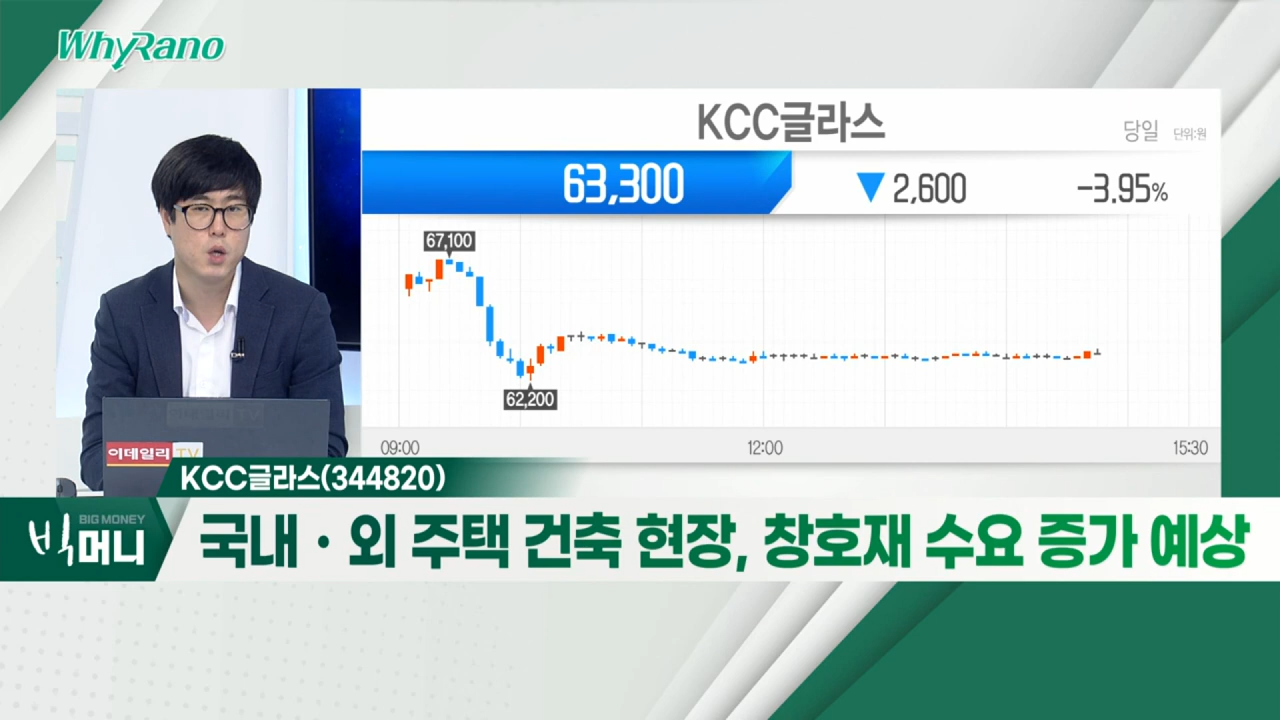 WhyRano
KCC글라스
당일 단위:원
63,300 ▼2,600 -3.95%
67,100
62,200
09:00 12:00 15:30
이데일리 TV
KCC글라스(344820)
BIG MONEY
빅머니
국내·외 주택 건축 현장, 창호재 수요 증가 예상